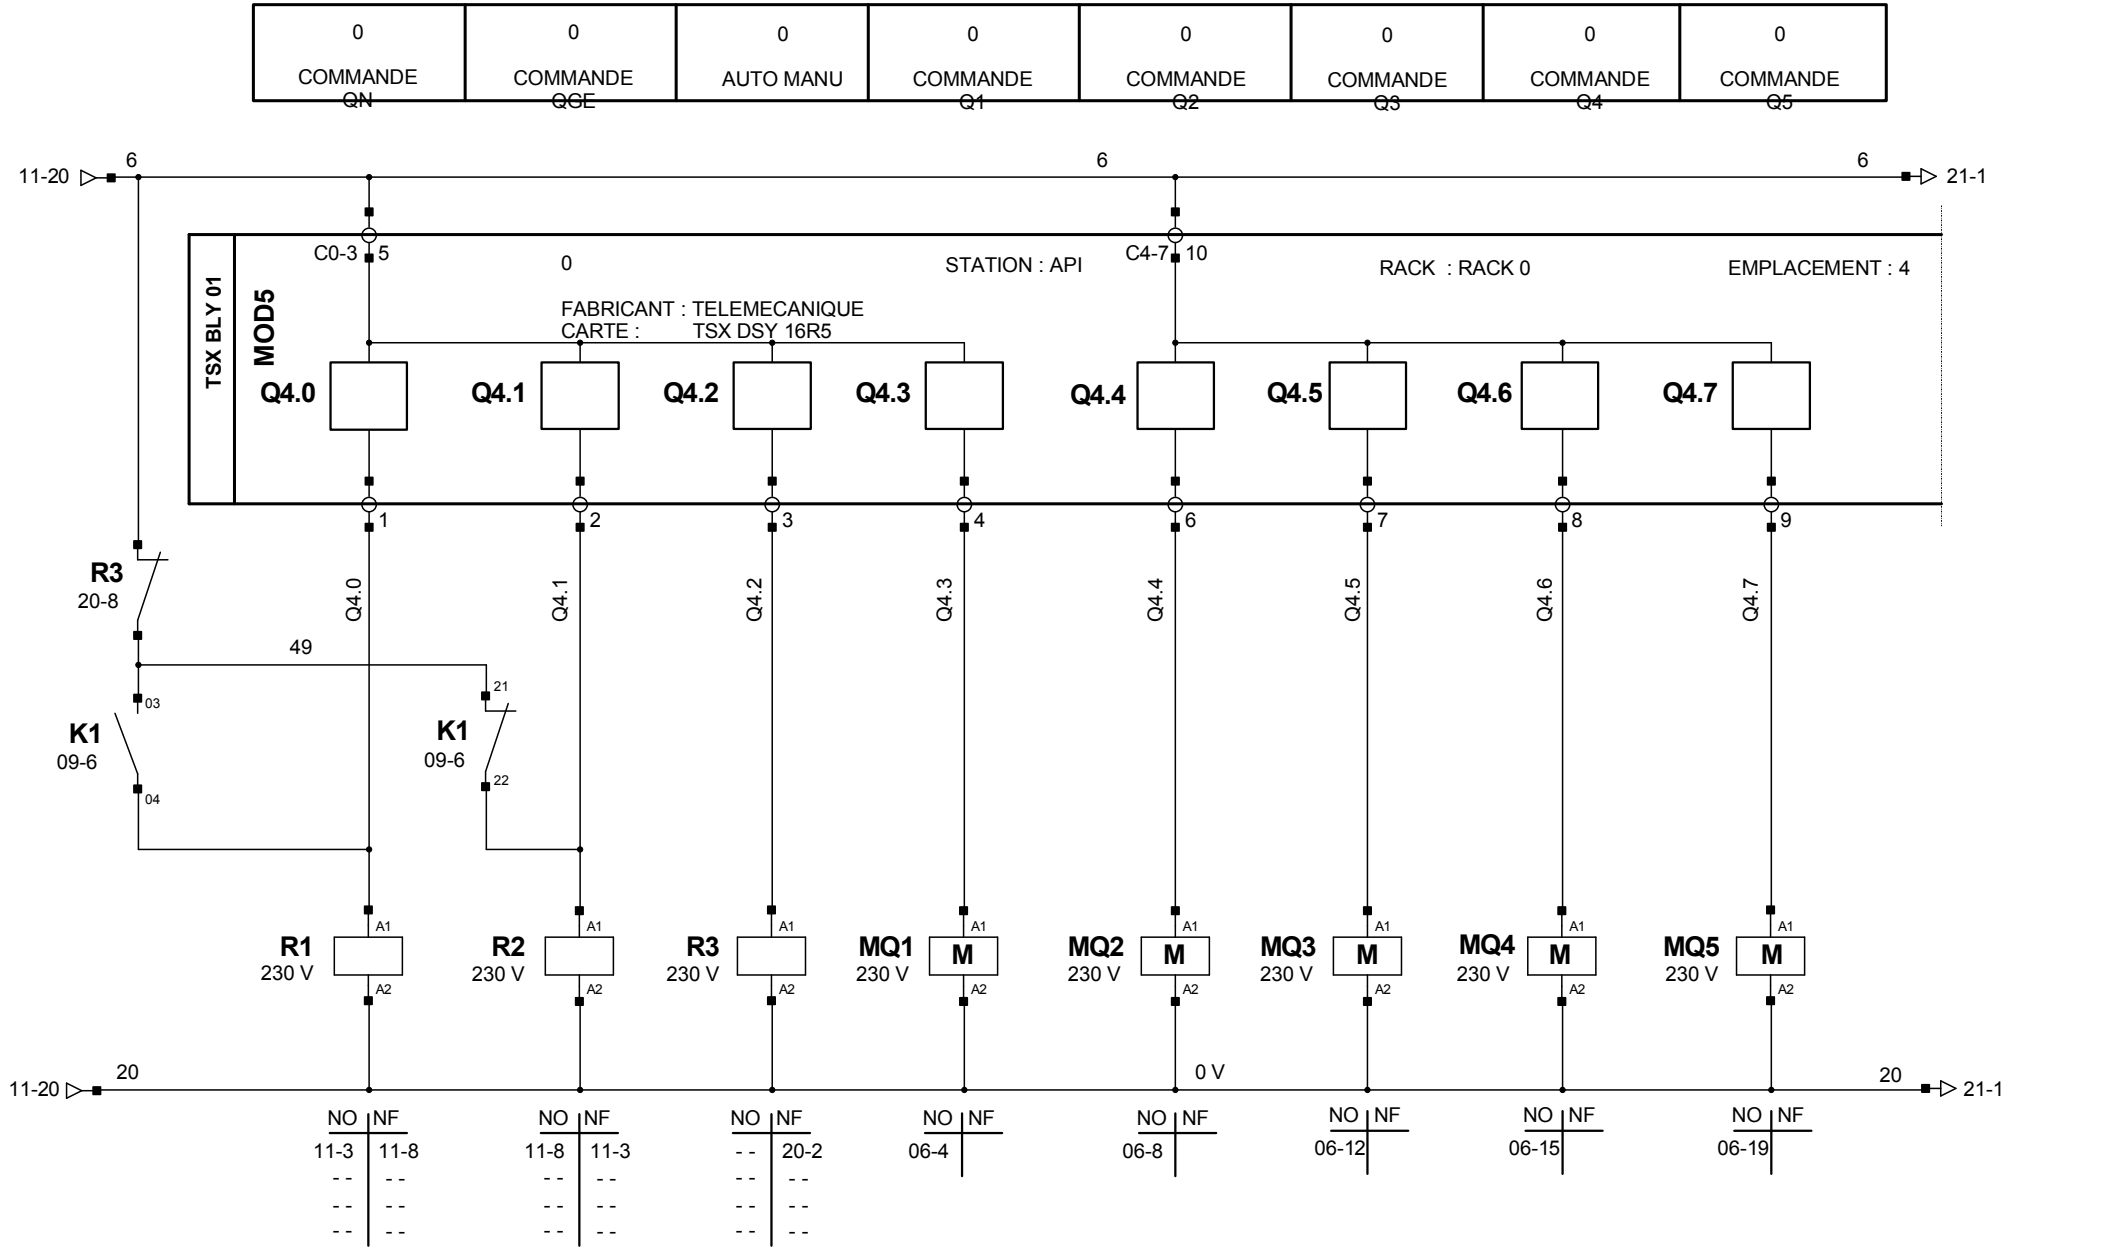 0 0 0 0 0 0 0 0
COMMANDE COMMANDE AUTO MANU COMMANDE COMMANDE COMMANDE COMMANDE COMMANDE
QN QGE Q1 Q2 Q3 Q4 Q5
6 6 6
11-20 21-1
C0-3 5 0 STATION : API C4-7 10 RACK : RACK 0 EMPLACEMENT : 4
TSX BLY 01
MOD5
FABRICANT : TELEMECANIQUE
CARTE : TSX DSY 16R5
Q4.0 Q4.1 Q4.2 Q4.3 Q4.4 Q4.5 Q4.6 Q4.7
1 2 3 4 6 7 8 9
R3
20-8
Q4.0 Q4.1 Q4.2 Q4.3 Q4.4 Q4.5 Q4.6 Q4.7
49
21
03
K1 K1
09-6 09-6
22
04
A1 A1 A1 A1 A1 A1 A1 A1
R1 R2 R3 MQ1 M MQ2 M MQ3 M MQ4 M MQ5 M
230 V 230 V 230 V 230 V 230 V 230 V 230 V 230 V
A2 A2 A2 A2 A2 A2 A2 A2
20 0 V 20
11-20 21-1
NO NF NO NF NO NF NO NF NO NF NO NF NO NF NO NF
11-3 11-8 11-8 11-3 - - 20-2 06-4 06-8 06-12 06-15 06-19
- - - - - - - - - - - -
- - - - - - - - - - - -
- - - - - - - - - - - -